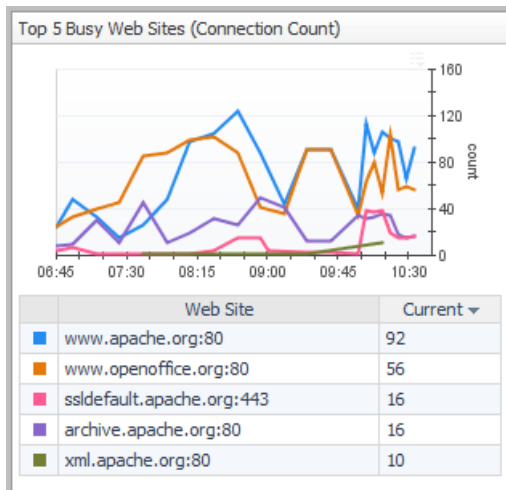 Top 5 Busy Web Sites (Connection Count)
160
120
80
40
0
count
06:45 07:30 08:15 09:00 09:45 10:30
Web Site Current
www.apache.org:80 92
www.openoffice.org:80 56
ssldefault.apache.org:443 16
archive.apache.org:80 16
xml.apache.org:80 10